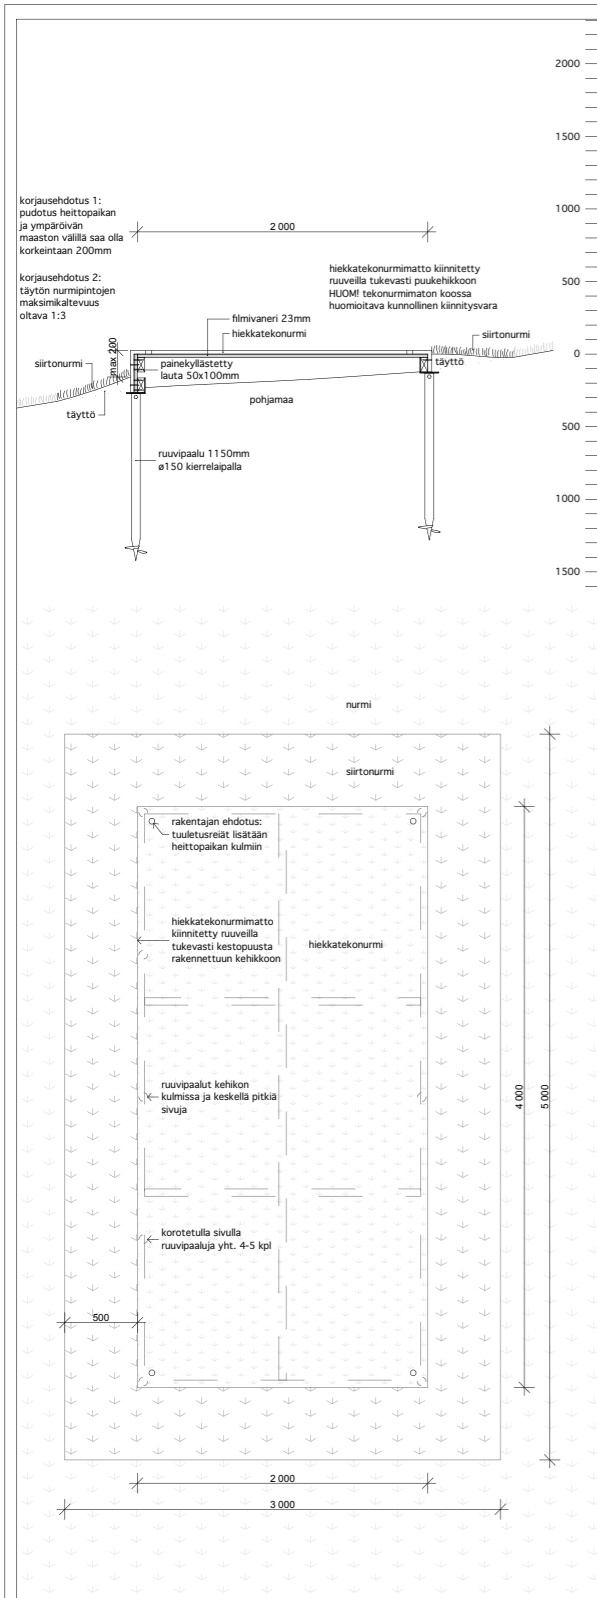 2000
1500
1000
500
0
500
1000
1500
korjausehdotus 1:
pudotus heittopaikan
ja ympäröivän
maaston välillä saa olla
korkeintaan 200mm
korjausehdotus 2:
täytön nurmipintojen
maksimikaltevuus
oltava 1:3
2 000
hiekkatekonurmimatto kiinnitetty
ruuveilla tukevasti puukehikkoon
HUOM! tekonurmimaton koossa
huomioitava kunnollinen kiinnitysvara
filmivaneri 23mm
hiekkatekonurmi
siirtonurmi
täyttö
max 200
siirtonurmi
painekyllästetty
lauta 50x100mm
täyttö
pohjamaa
ruuvipaalu 1150mm
ø150 kierrelaipalla
nurmi
siirtonurmi
rakentajan ehdotus:
tuuletusreiät lisätään
heittopaikan kulmiin
hiekkatekonurmimatto
kiinnitetty ruuveilla
tukevasti kestopuusta
rakennettuun kehikkoon
hiekkatekonurmi
ruuvipaalut kehikon
kulmissa ja keskellä pitkiä
sivuja
4 000
5 000
korotetulla sivulla
ruuvipaaluja yht. 4-5 kpl
500
2 000
3 000